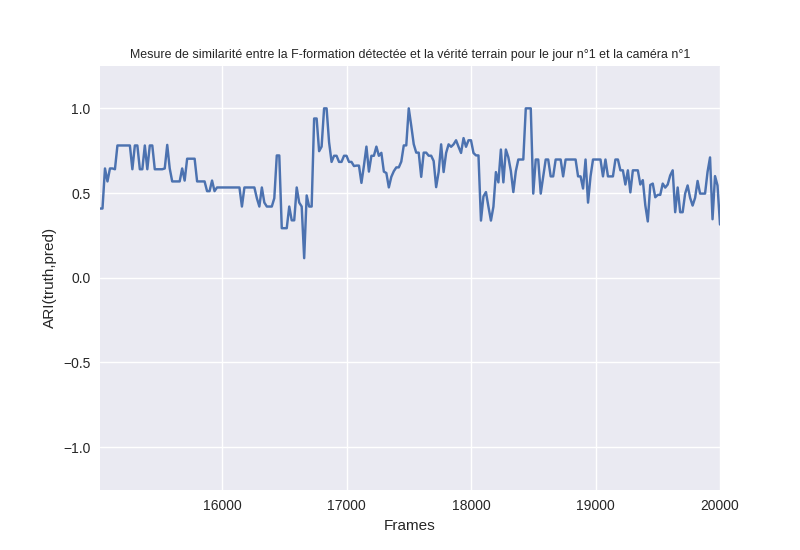 Mesure de similarité entre la F-formation détectée et la vérité terrain pour le jour n°1 et la caméra n°1
1.0
0.5
0.0
−0.5
−1.0
ARI(truth,pred)
16000 17000 18000 19000 20000
Frames